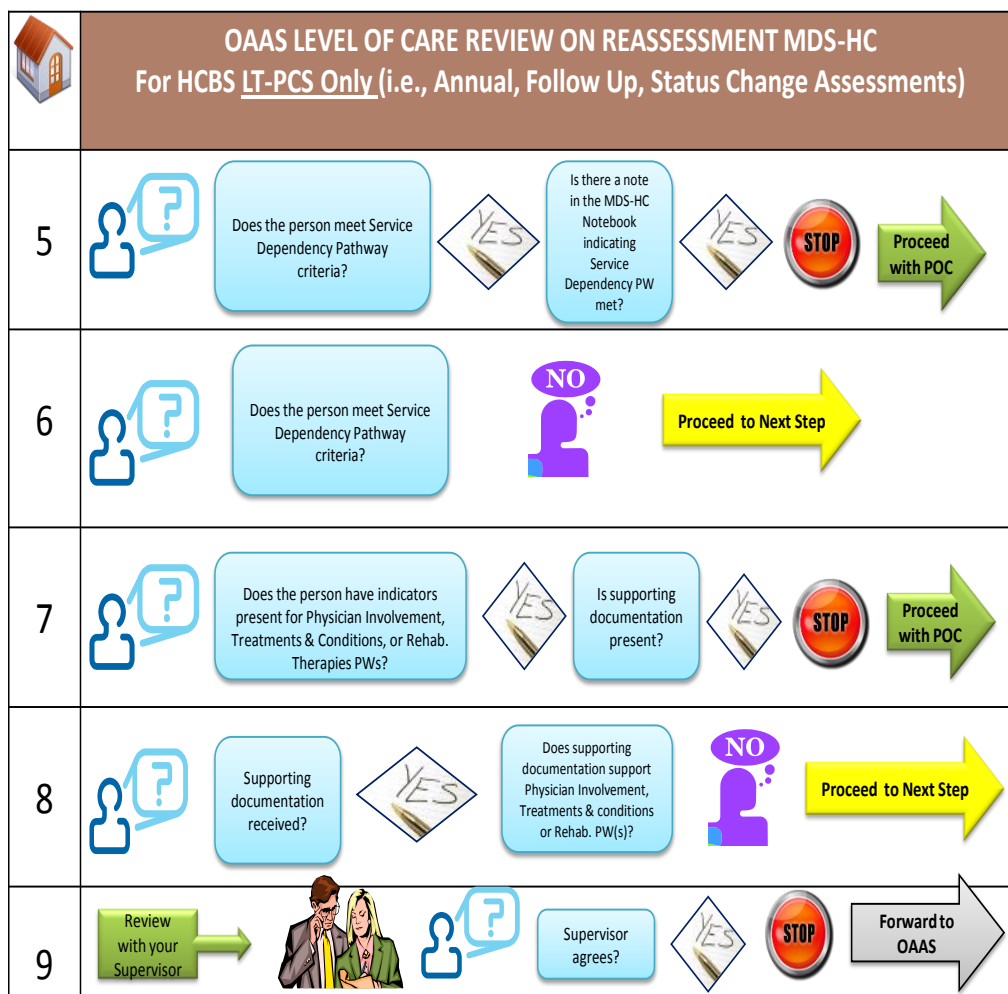 OAAS LEVEL OF CARE REVIEW ON REASSESSMENT MDS-HC
For HCBS LT-PCS Only (i.e., Annual, Follow Up, Status Change Assessments)
5
?
Does the person meet Service
Dependency Pathway
criteria?
YES
Is there a note
in the MDS-HC
Notebook
indicating
Service
Dependency PW
met?
YES
STOP
Proceed
with POC
6
?
Does the person meet Service
Dependency Pathway
criteria?
NO
Proceed to Next Step
7
?
Does the person have indicators
present for Physician Involvement,
Treatments & Conditions, or Rehab.
Therapies PWs?
YES
Is supporting
documentation
present?
YES
STOP
Proceed
with POC
8
?
Supporting
documentation
received?
YES
Does supporting
documentation support
Physician Involvement,
Treatments & conditions
or Rehab. PW(s)?
NO
Proceed to Next Step
9
Review
with your
Supervisor
?
Supervisor
agrees?
YES
STOP
Forward to
OAAS